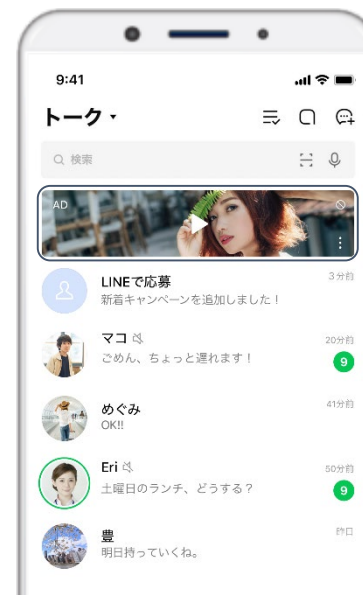 9:41
トーク
検索
AD
LINEで応募
3分前
新着キャンペーンを追加しました！
マコ
20分前
ごめん、ちょっと遅れます！
9
めぐみ
41分前
OK!!
Eri
50分前
土曜日のランチ、どうする？
9
豊
昨日
明日持っていくね。